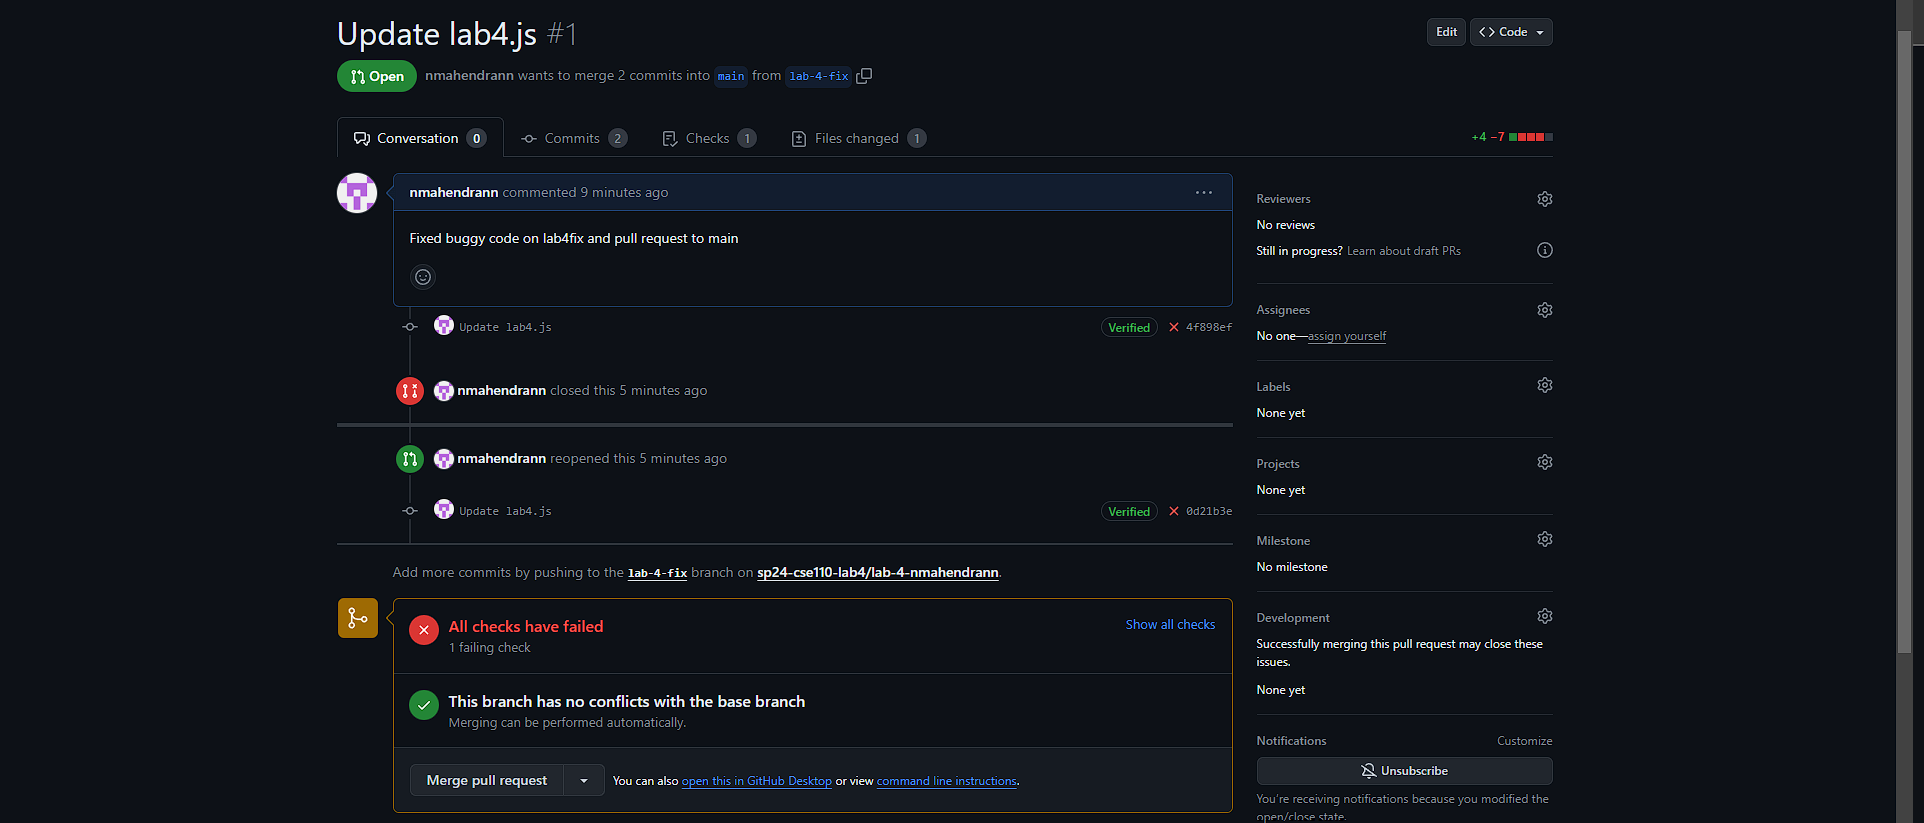 Update lab4.js #1
Edit
<> Code
Open
nmahendrann wants to merge 2 commits into main from lab-4-fix
Conversation 0
Commits 2
Checks 1
Files changed 1
+4 −7
nmahendrann commented 9 minutes ago
Fixed buggy code on lab4fix and pull request to main
Update lab4.js
Verified
4f898ef
nmahendrann closed this 5 minutes ago
nmahendrann reopened this 5 minutes ago
Update lab4.js
Verified
0d21b3e
Add more commits by pushing to the lab-4-fix branch on sp24-cse110-lab4/lab-4-nmahendrann.
All checks have failed
1 failing check
Show all checks
This branch has no conflicts with the base branch
Merging can be performed automatically.
Merge pull request
You can also open this in GitHub Desktop or view command line instructions.
Reviewers
No reviews
Still in progress? Learn about draft PRs
Assignees
No one—assign yourself
Labels
None yet
Projects
None yet
Milestone
No milestone
Development
Successfully merging this pull request may close these
issues.
None yet
Notifications
Customize
Unsubscribe
You're receiving notifications because you modified the
open/close state.